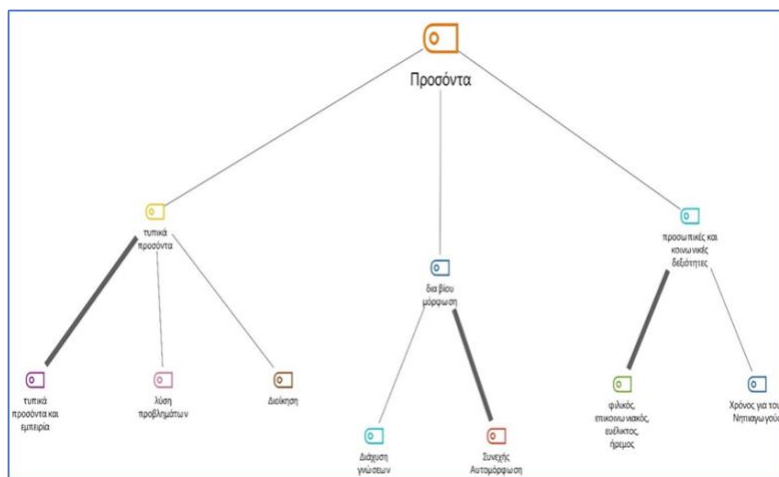 Προσόντα
τυπικά
προσόντα
προσωπικές και
κοινωνικές
δεξιότητες
δια βίου
μόρφωση
τυπικά
προσόντα και
εμπειρία
λύση
προβλημάτων
Διοίκηση
φιλικός,
επικοινωνιακός,
ευέλικτος,
ήρεμος
Χρόνος για του
Νηπιαγωγούς
Διάχυση
γνώσεων
Συνεχής
Αυτομόρφωση